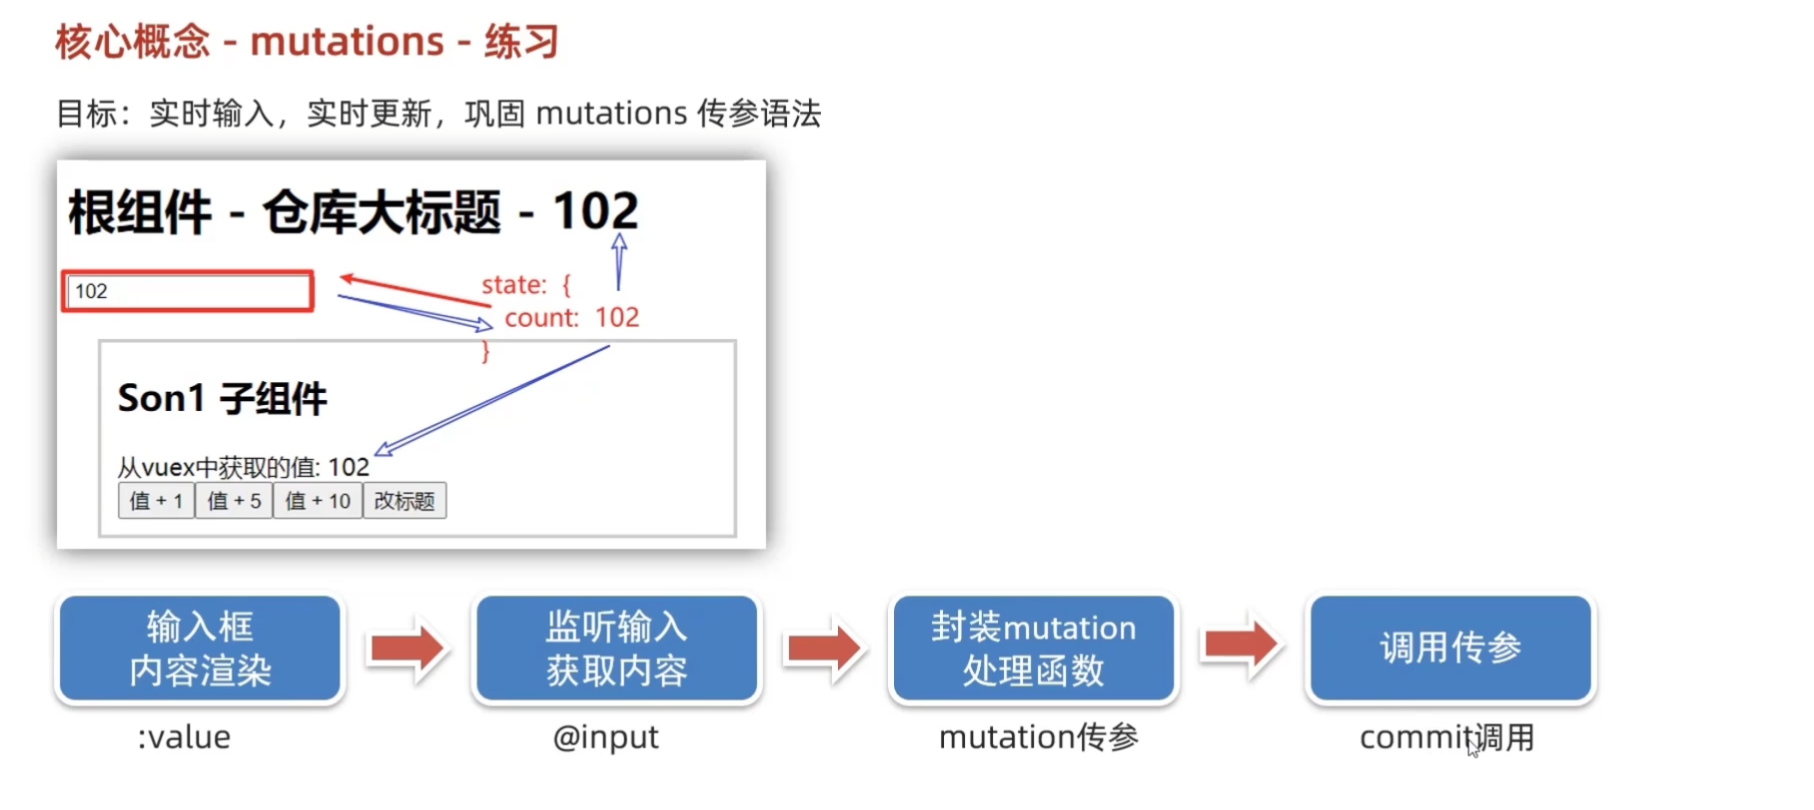 核心概念 - mutations - 练习
目标：实时输入，实时更新，巩固 mutations 传参语法
根组件 - 仓库大标题 - 102
102
state: {
count: 102
}
Son1 子组件
从vuex中获取的值: 102
值 + 1 值 + 5 值 + 10 改标题
输入框
内容渲染
监听输入
获取内容
封装mutation
处理函数
调用传参
:value
@input
mutation传参
commit调用